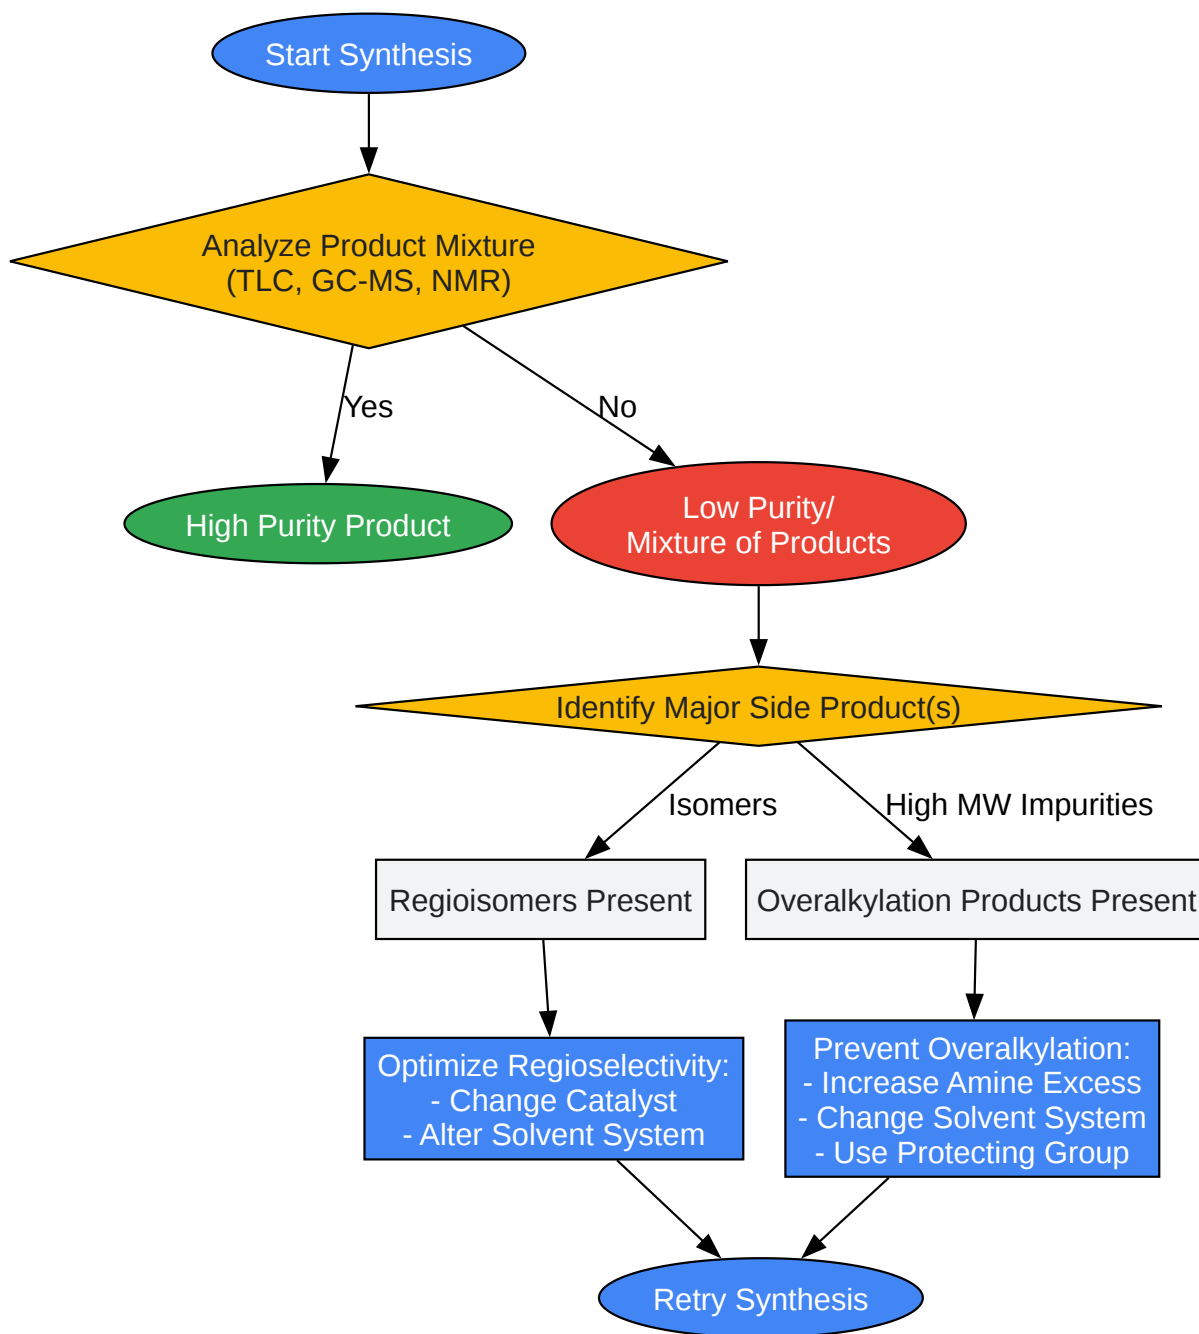 Start Synthesis
Analyze Product Mixture
(TLC, GC-MS, NMR)
Yes
No
High Purity Product
Low Purity/
Mixture of Products
Identify Major Side Product(s)
Isomers
High MW Impurities
Regioisomers Present
Overalkylation Products Present
Optimize Regioselectivity:
- Change Catalyst
- Alter Solvent System
Prevent Overalkylation:
- Increase Amine Excess
- Change Solvent System
- Use Protecting Group
Retry Synthesis